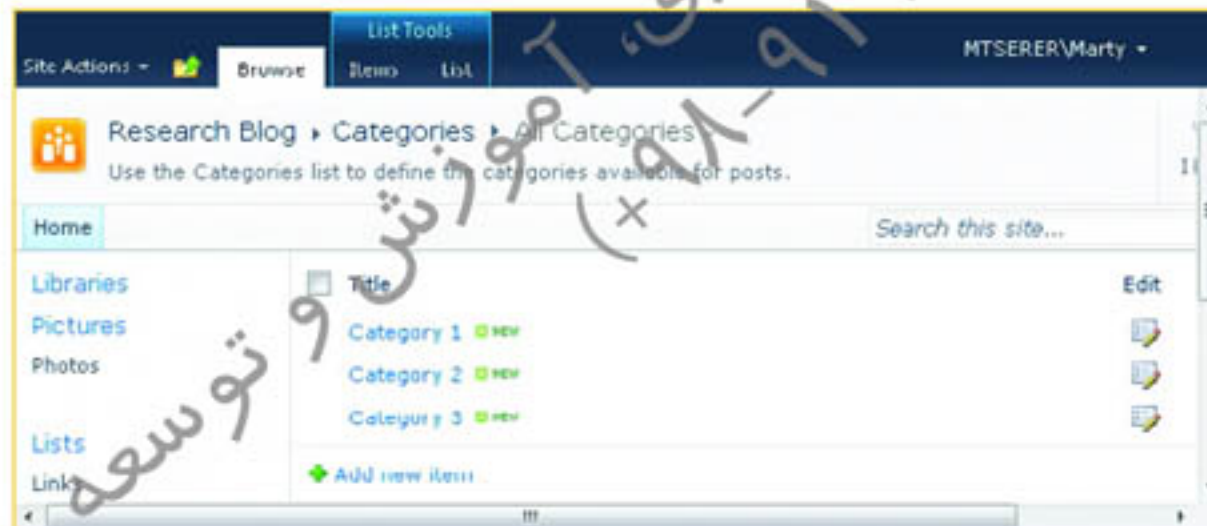 List Tools
Site Actions
Browse
Items
List
MTSERER\Marty
Research Blog ▸ Categories ▸ All Categories
Use the Categories list to define the categories available for posts.
Home
Search this site...
Libraries
Title
Edit
Pictures
Category 1 NEW
Photos
Category 2 NEW
Category 3 NEW
Lists
Add new item
Links
آموزش و توسعه